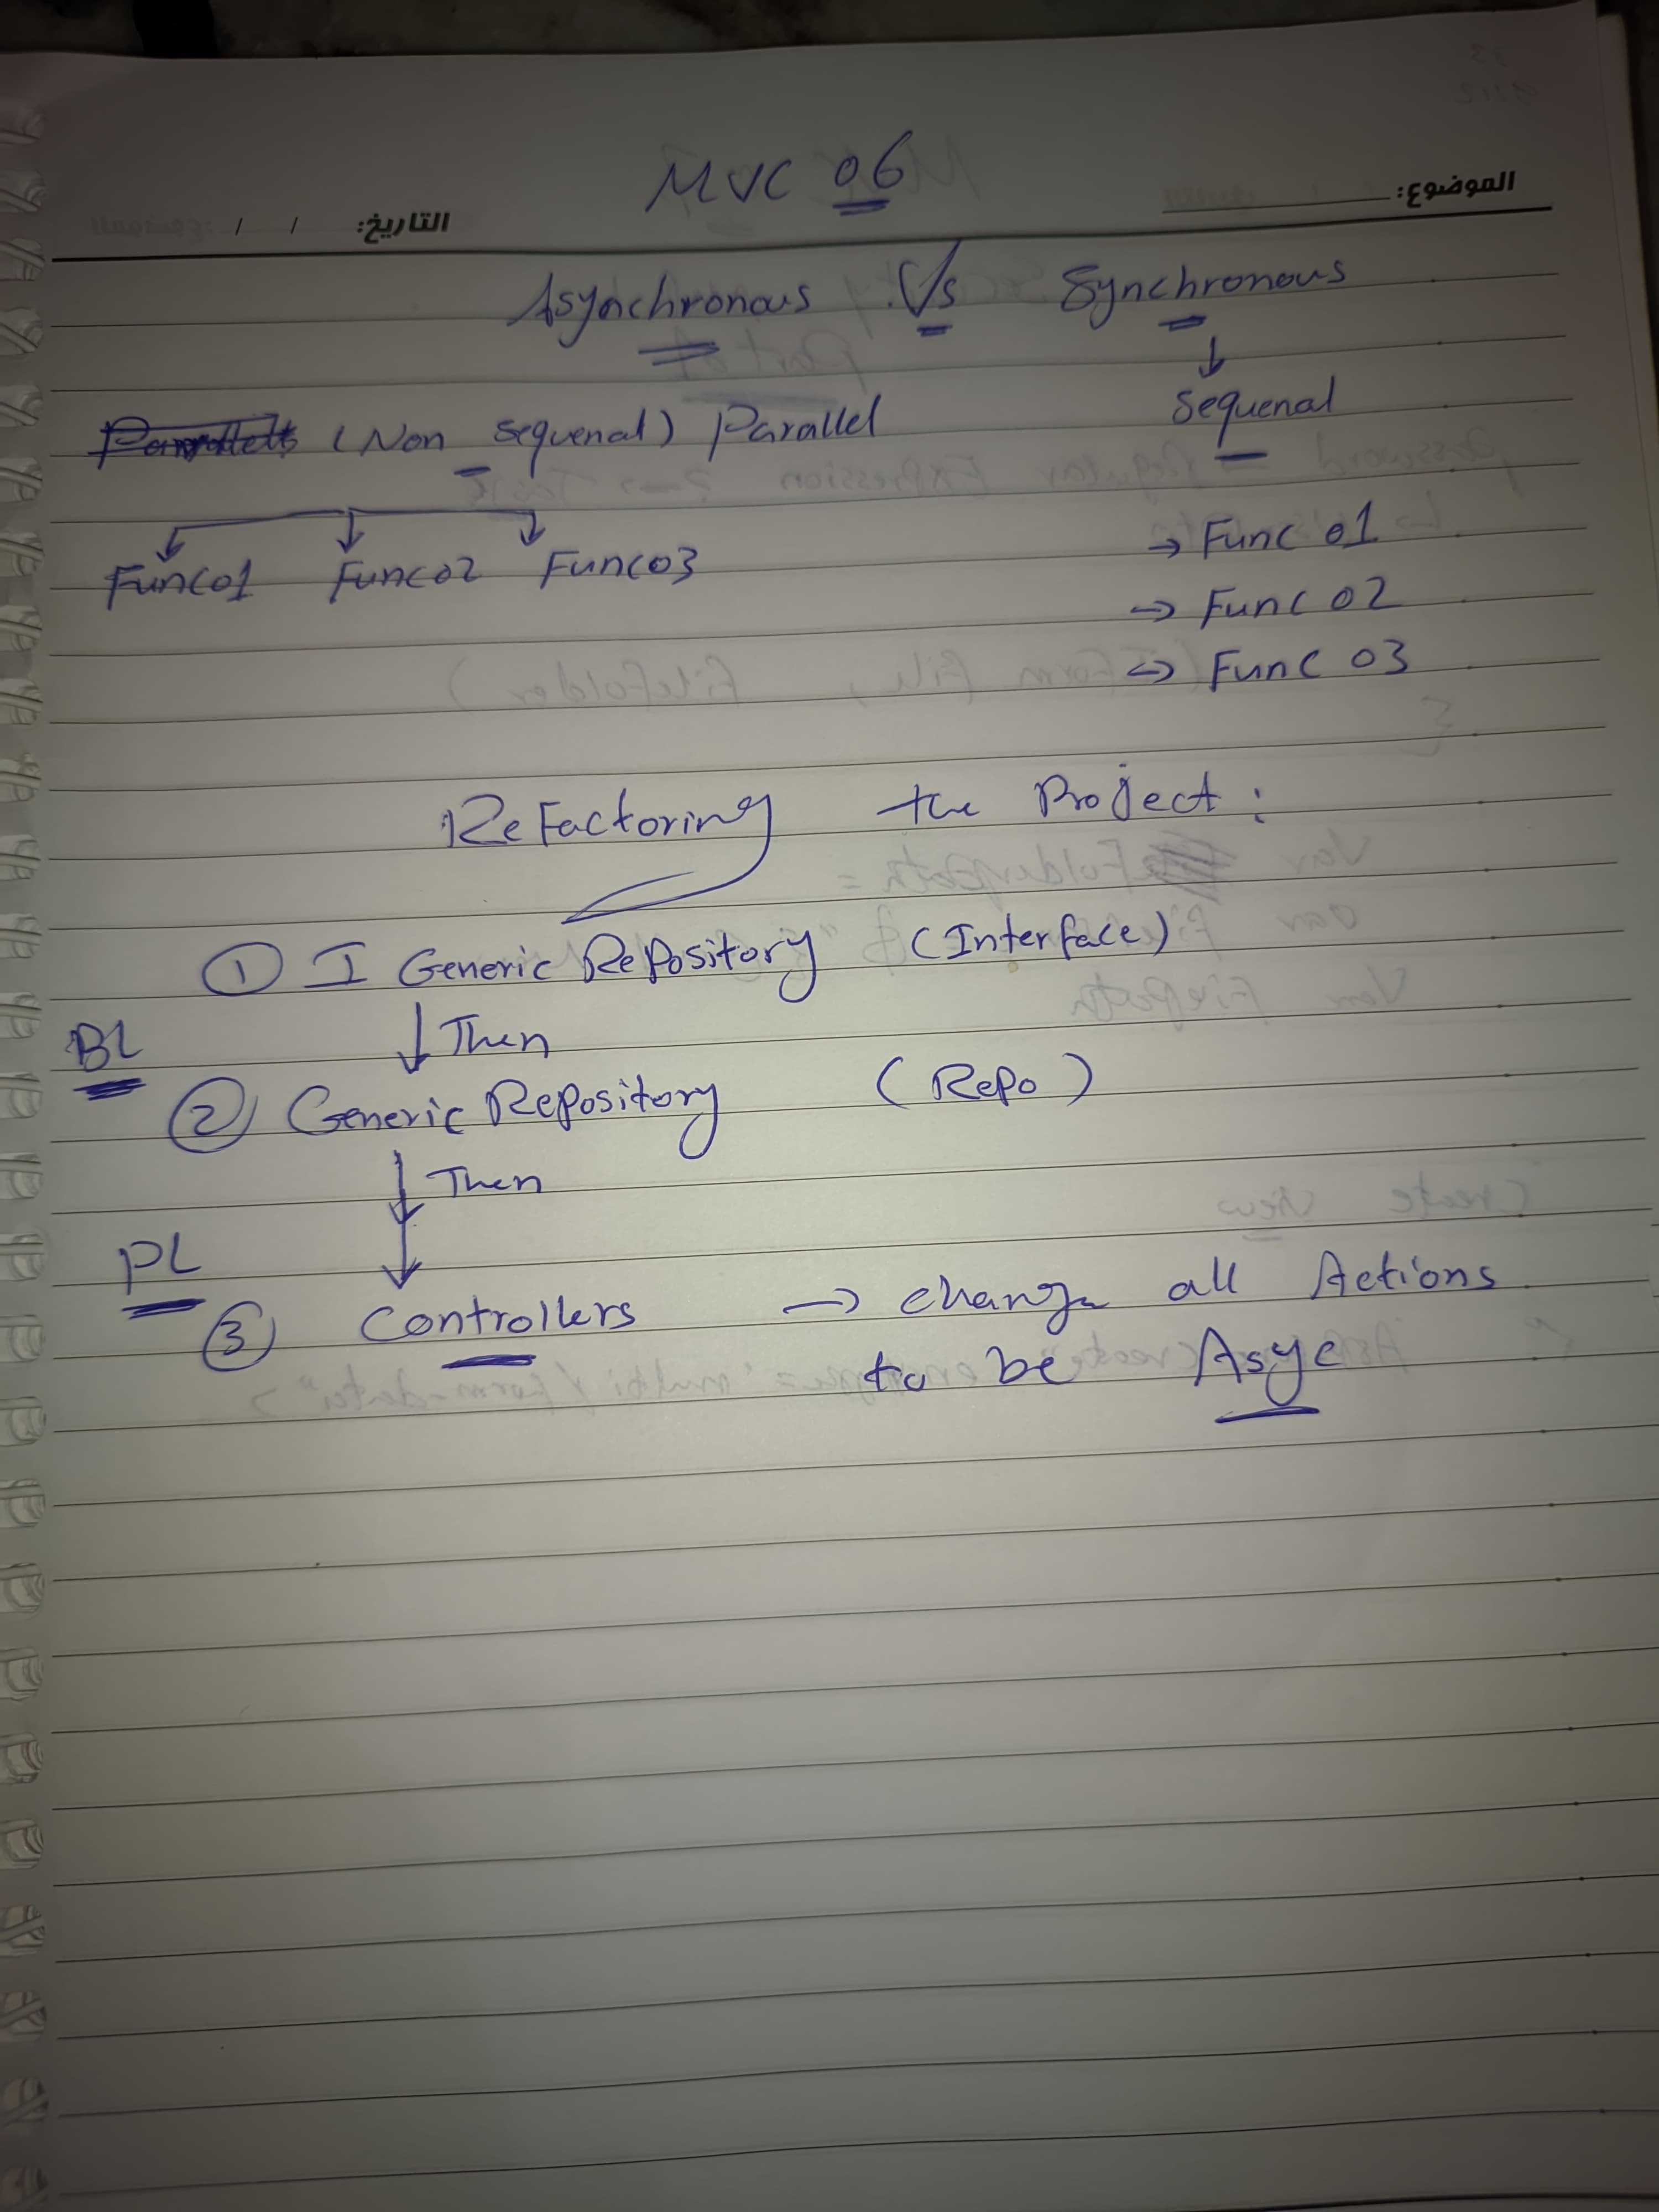 MVC 06
الموضوع:
التاريخ: / /
Asynchronous Vs Synchronous
(Non sequenal) Parallel
Sequenal
Func01 Func02 Func03
→ Func 01
→ Func 02
→ Func 03
ReFactoring the Project:
① I Generic Repository (Interface)
BL
↓ Then
② Generic Repository (Repo)
↓ Then
PL
③ Controllers → change all Actions
to be Asyc